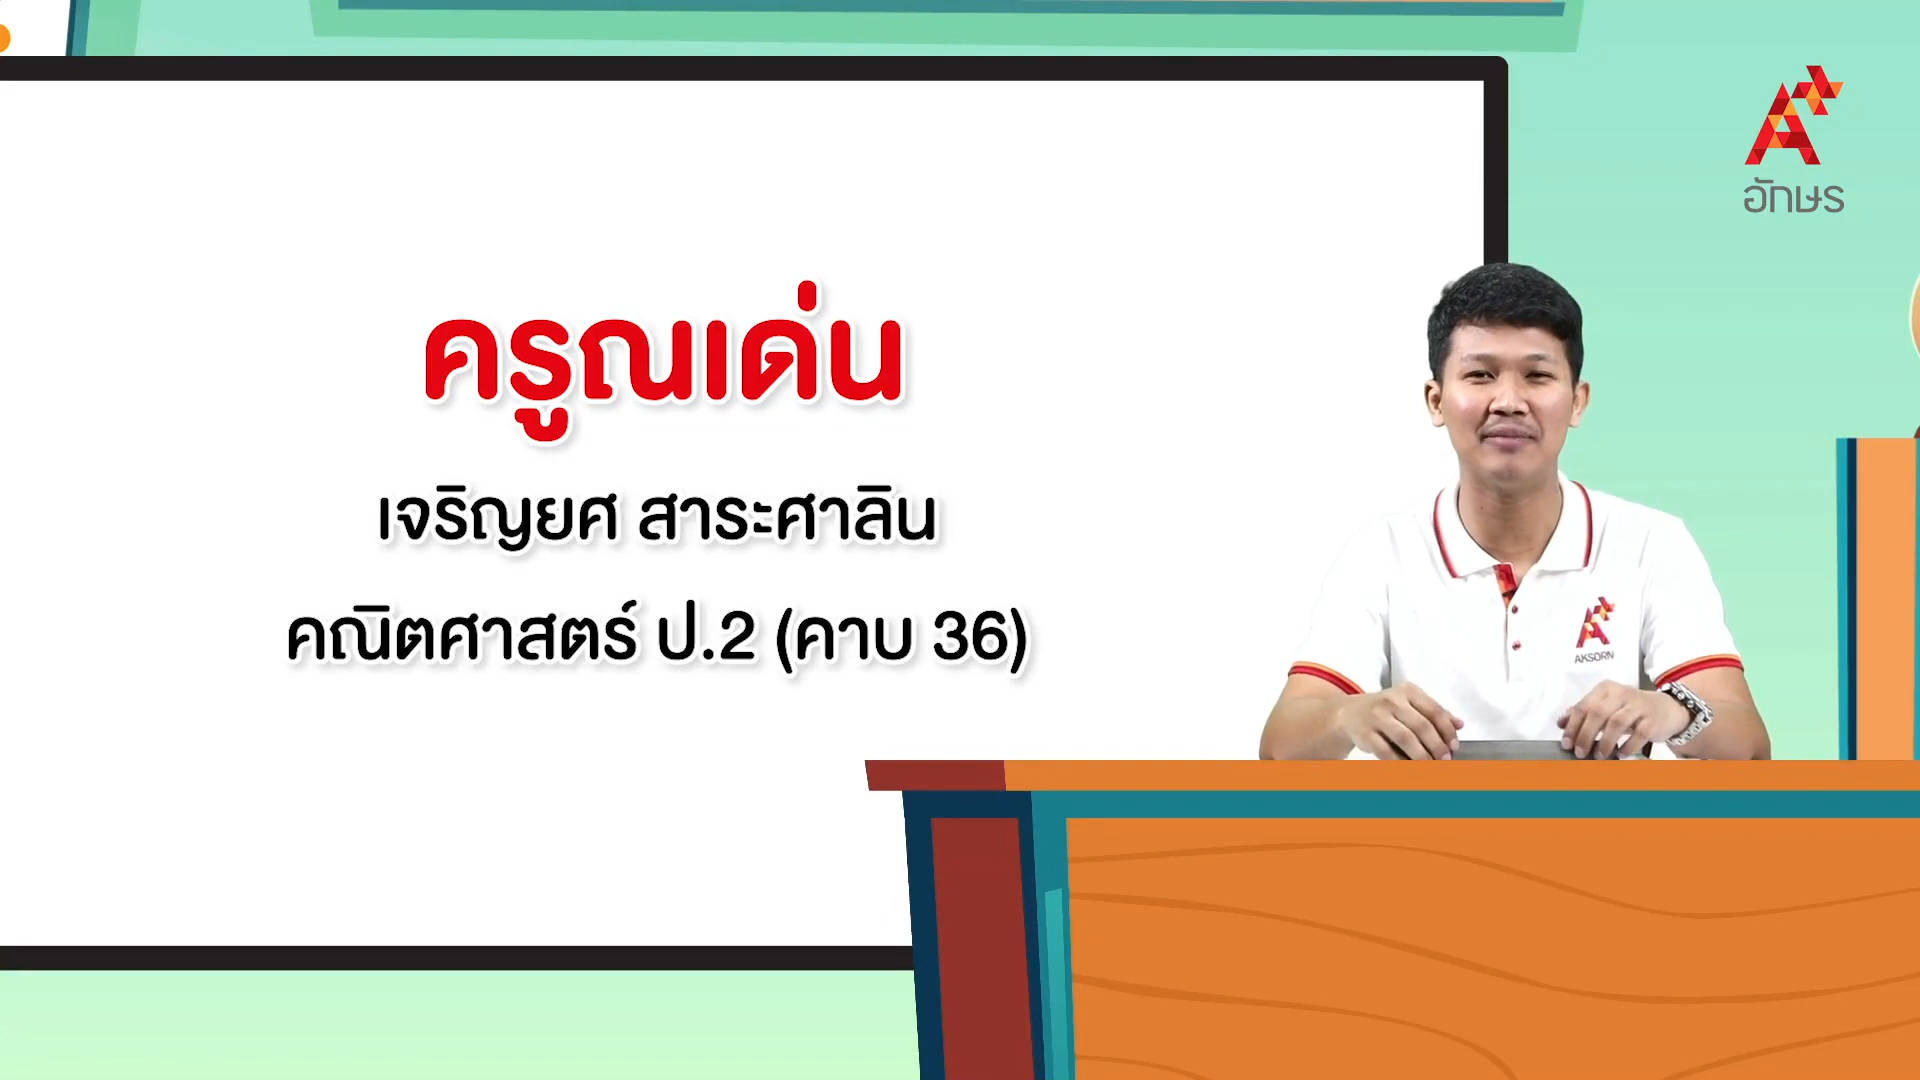 ครูณเด่น
เจริญยศ สาระศาลิน
คณิตศาสตร์ ป.2 (คาบ 36)
อักษร
AKSORN